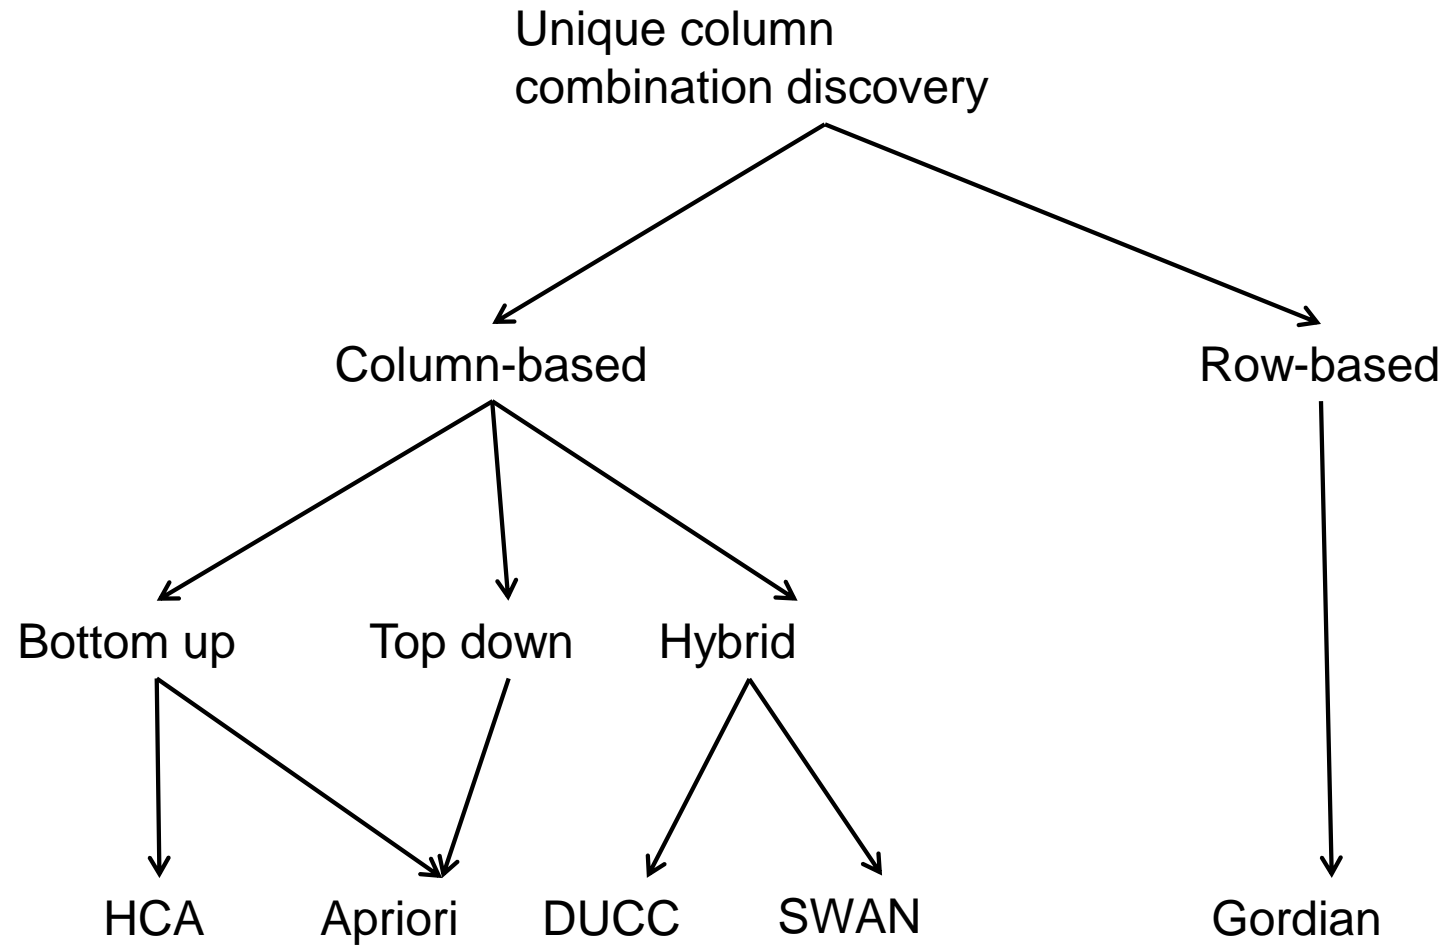 Unique column
combination discovery
Column-based
Row-based
Bottom up
Top down
Hybrid
HCA
Apriori
DUCC
SWAN
Gordian